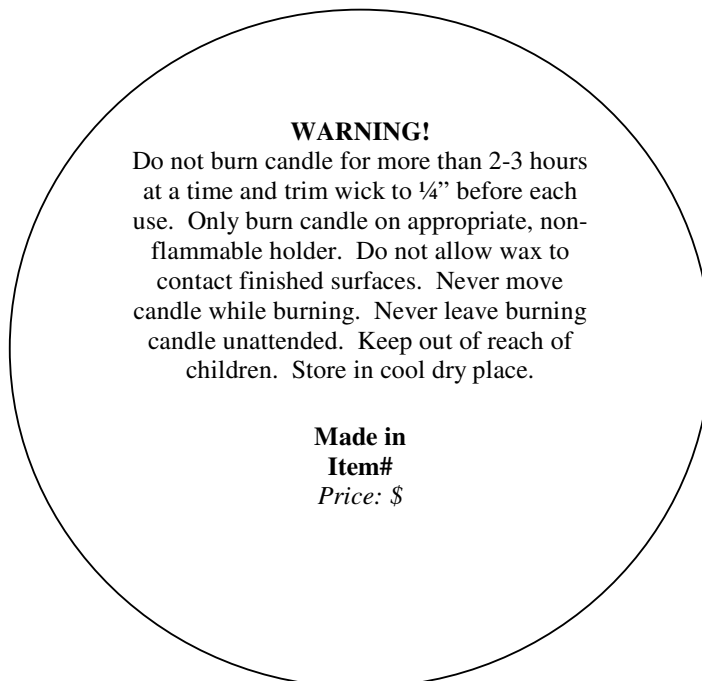 WARNING!
Do not burn candle for more than 2-3 hours
at a time and trim wick to ¼” before each
use.  Only burn candle on appropriate, non-
flammable holder.  Do not allow wax to
contact finished surfaces.  Never move
candle while burning.  Never leave burning
candle unattended.  Keep out of reach of
children.  Store in cool dry place.
Made in
Item#
Price: $